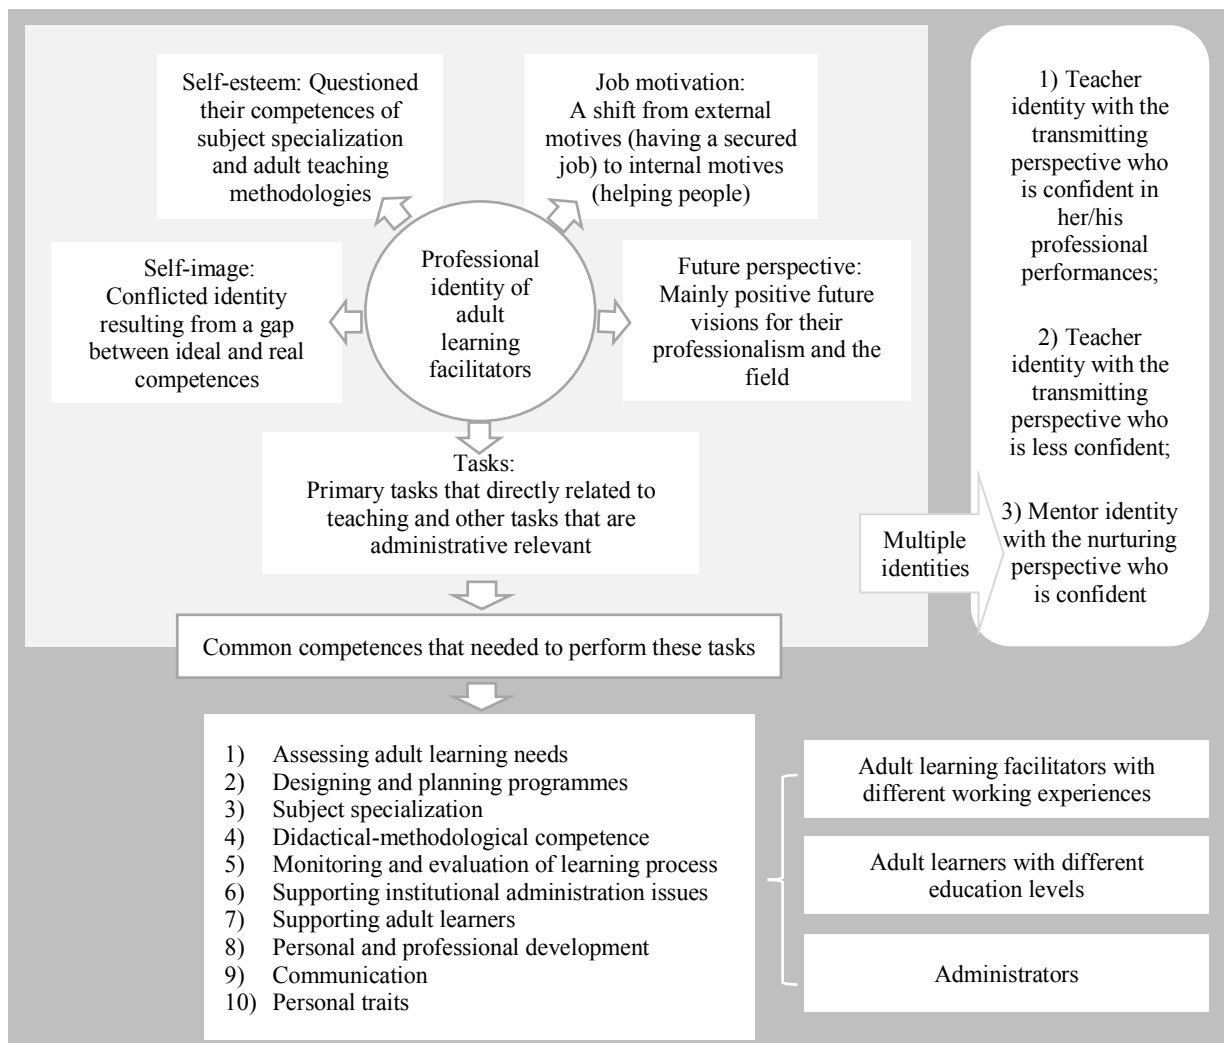 Self-esteem: Questioned
their competences of
subject specialization
and adult teaching
methodologies
Job motivation:
A shift from external
motives (having a secured
job) to internal motives
(helping people)
Self-image:
Conflicted identity
resulting from a gap
between ideal and real
competences
Professional
identity of
adult
learning
facilitators
Future perspective:
Mainly positive future
visions for their
professionalism and the
field
Tasks:
Primary tasks that directly related to
teaching and other tasks that are
administrative relevant
Common competences that needed to perform these tasks
Multiple
identities
1) Teacher
identity with the
transmitting
perspective who
is confident in
her/his
professional
performances;
2) Teacher
identity with the
transmitting
perspective who
is less confident;
3) Mentor identity
with the nurturing
perspective who
is confident
1) Assessing adult learning needs
2) Designing and planning programmes
3) Subject specialization
4) Didactical-methodological competence
5) Monitoring and evaluation of learning process
6) Supporting institutional administration issues
7) Supporting adult learners
8) Personal and professional development
9) Communication
10) Personal traits
Adult learning facilitators with
different working experiences
Adult learners with different
education levels
Administrators